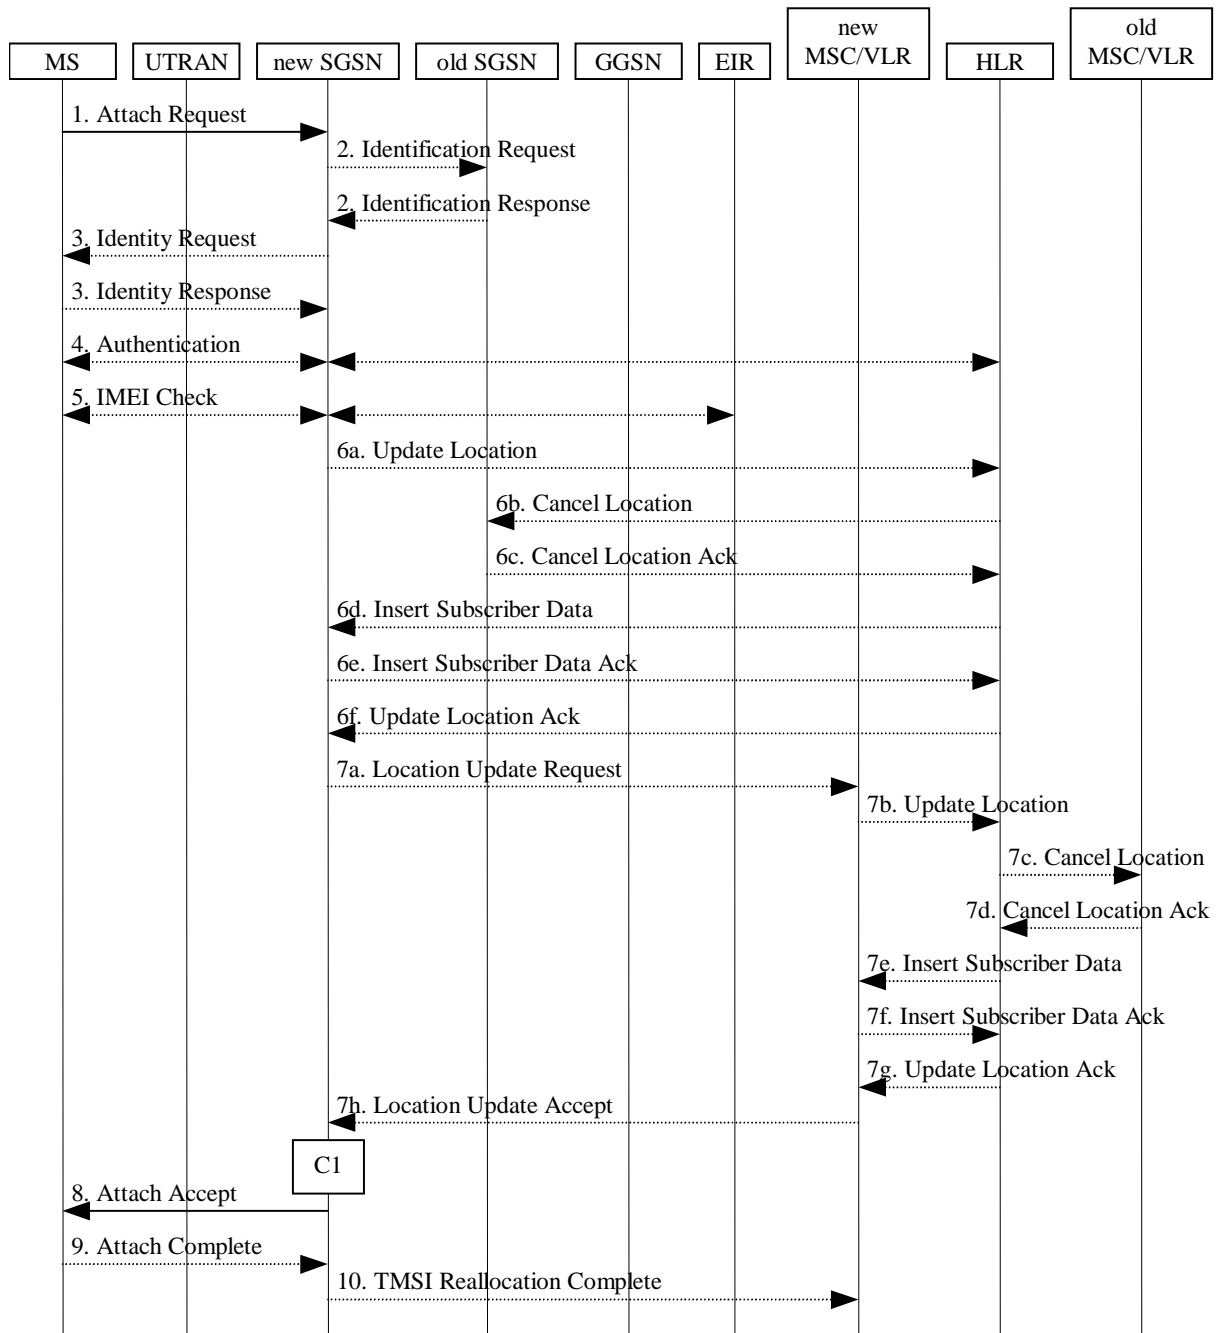 MS
UTRAN
new SGSN
old SGSN
GGSN
EIR
new
MSC/VLR
HLR
old
MSC/VLR
1. Attach Request
2. Identification Request
2. Identification Response
3. Identity Request
3. Identity Response
4. Authentication
5. IMEI Check
6a. Update Location
6b. Cancel Location
6c. Cancel Location Ack
6d. Insert Subscriber Data
6e. Insert Subscriber Data Ack
6f. Update Location Ack
7a. Location Update Request
7b. Update Location
7c. Cancel Location
7d. Cancel Location Ack
7e. Insert Subscriber Data
7f. Insert Subscriber Data Ack
7g. Update Location Ack
7h. Location Update Accept
C1
8. Attach Accept
9. Attach Complete
10. TMSI Reallocation Complete